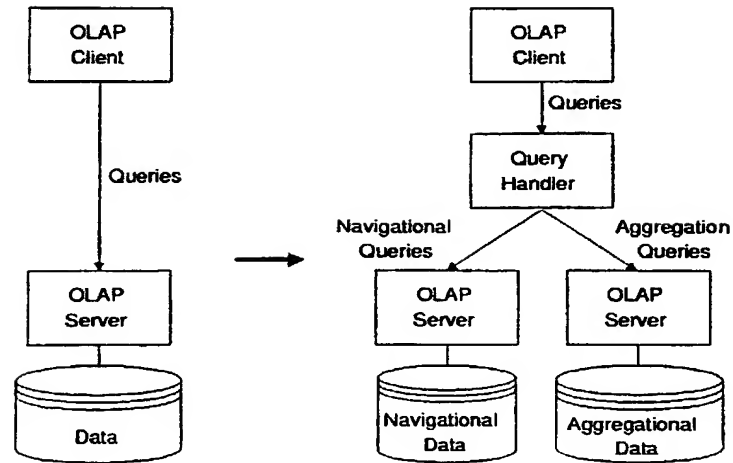 OLAP
Client
Queries
OLAP
Server
Data
OLAP
Client
Queries
Query
Handler
Navigational
Queries
Aggregation
Queries
OLAP
Server
OLAP
Server
Navigational
Data
Aggregational
Data